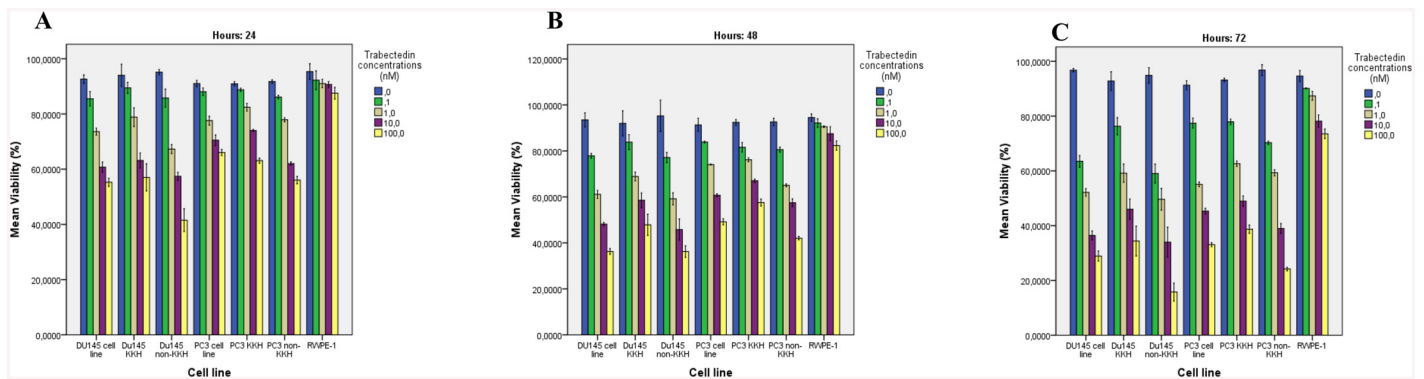 A
Hours: 24
Mean Viability (%)
100,0000
80,0000
60,0000
40,0000
20,0000
0,0000
DU145 cell line
Du145 KKH
Du145 non-KKH
PC3 cell line
PC3 KKH
PC3 non-KKH
RWPE-1
Cell line
Trabectedin concentrations (nM)
,0
,1
1,0
10,0
100,0
B
Hours: 48
Mean Viability (%)
120,0000
100,0000
80,0000
60,0000
40,0000
20,0000
0,0000
DU145 cell line
Du145 KKH
Du145 non-KKH
PC3 cell line
PC3 KKH
PC3 non-KKH
RWPE-1
Cell line
Trabectedin concentrations (nM)
,0
,1
1,0
10,0
100,0
C
Hours: 72
Mean Viability (%)
100,0000
80,0000
60,0000
40,0000
20,0000
0,0000
DU145 cell line
Du145 KKH
Du145 non-KKH
PC3 cell line
PC3 KKH
PC3 non-KKH
RWPE-1
Cell line
Trabectedin concentrations (nM)
,0
,1
1,0
10,0
100,0